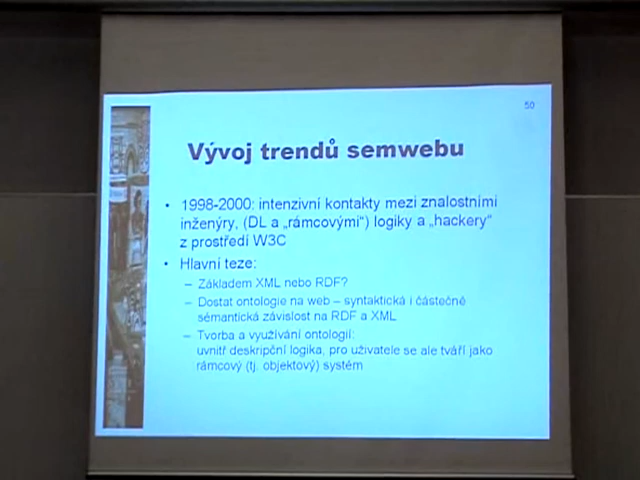 50
Vývoj trendů semwebu
• 1998-2000: intenzivní kontakty mezi znalostními
inženýry, (DL a „rámcovými“) logiky a „hackery“
z prostředí W3C
• Hlavní teze:
– Základem XML nebo RDF?
– Dostat ontologie na web – syntaktická i částečně
sémantická závislost na RDF a XML
– Tvorba a využívání ontologií:
uvnitř deskripční logika, pro uživatele se ale tváří jako
rámcový (tj. objektový) systém